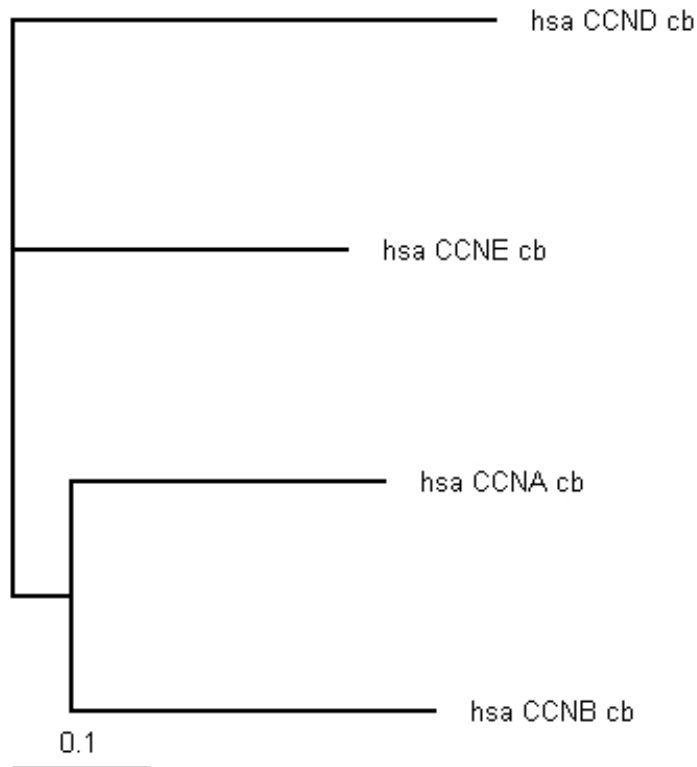 hsa CCND cb
hsa CCNE cb
hsa CCNA cb
hsa CCNB cb
0.1